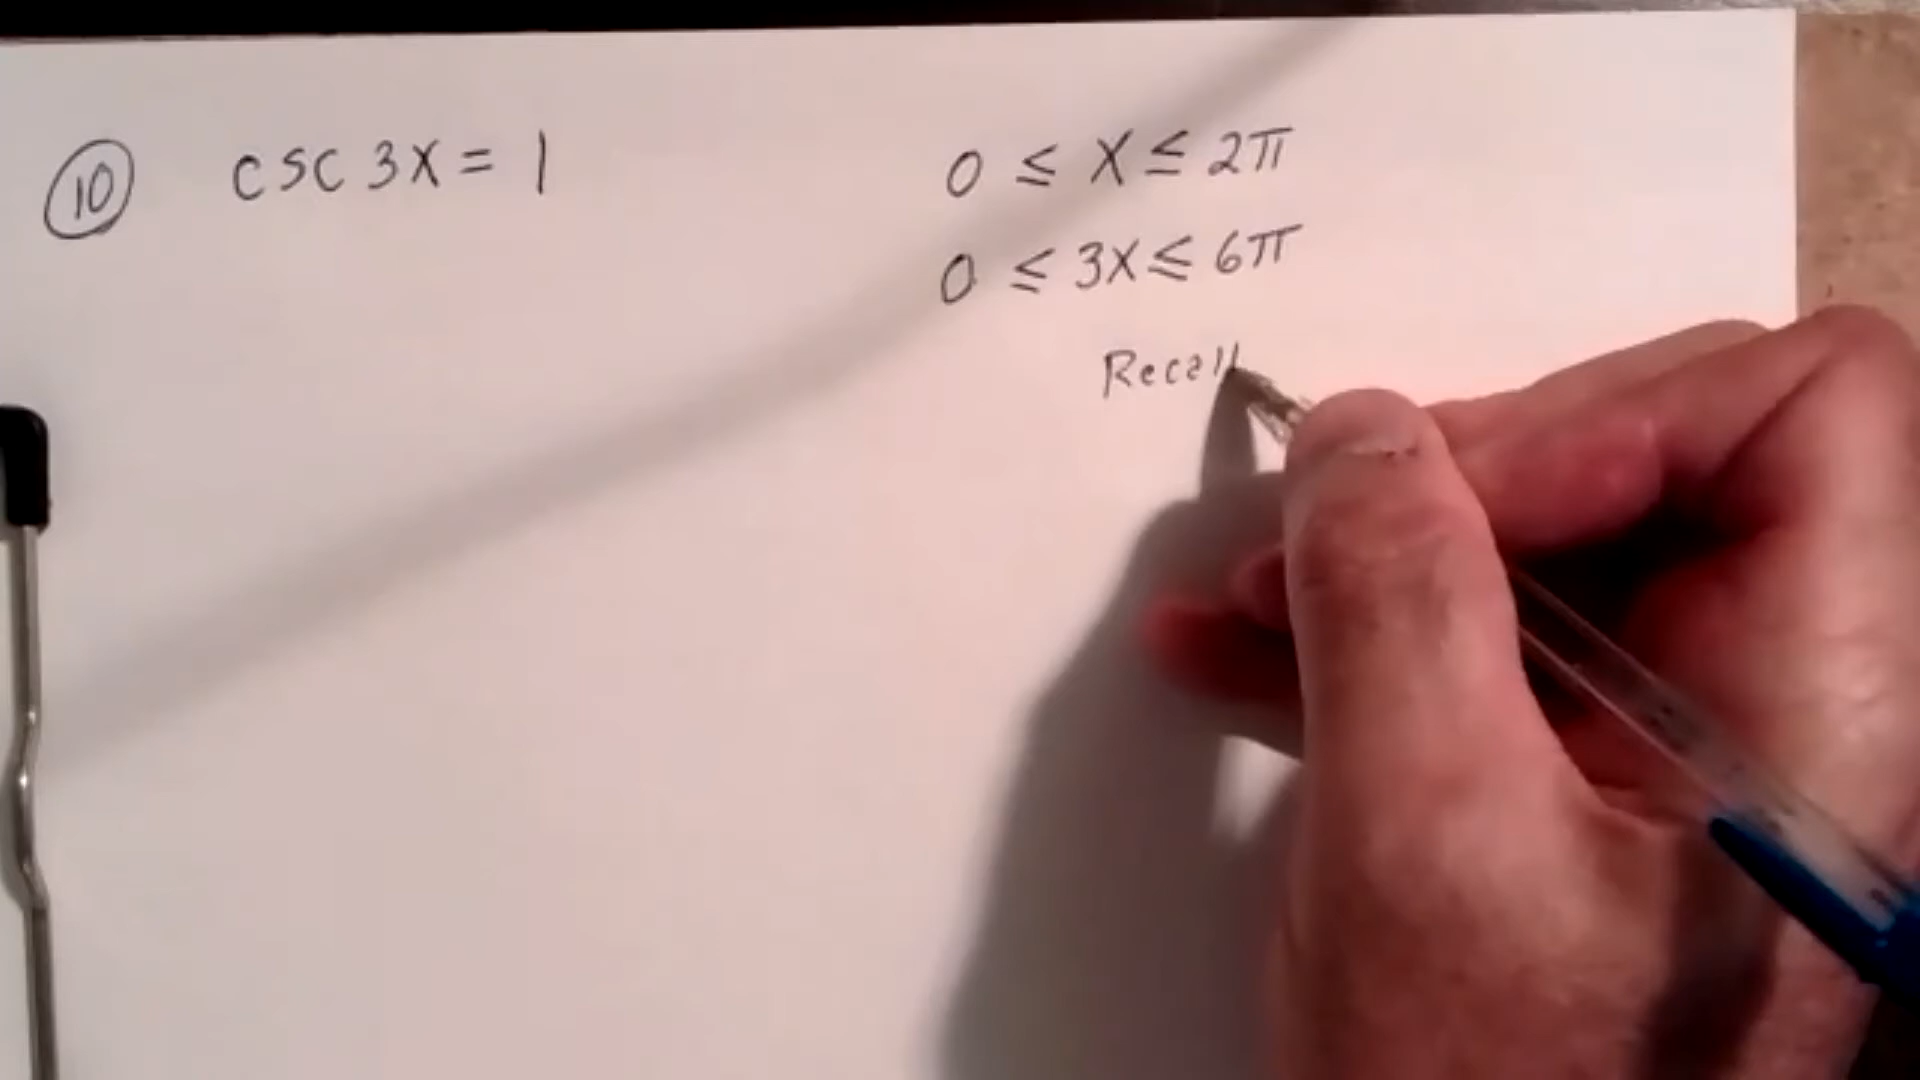 10 csc 3x = 1
0 ≤ x ≤ 2π
0 ≤ 3x ≤ 6π
Recall